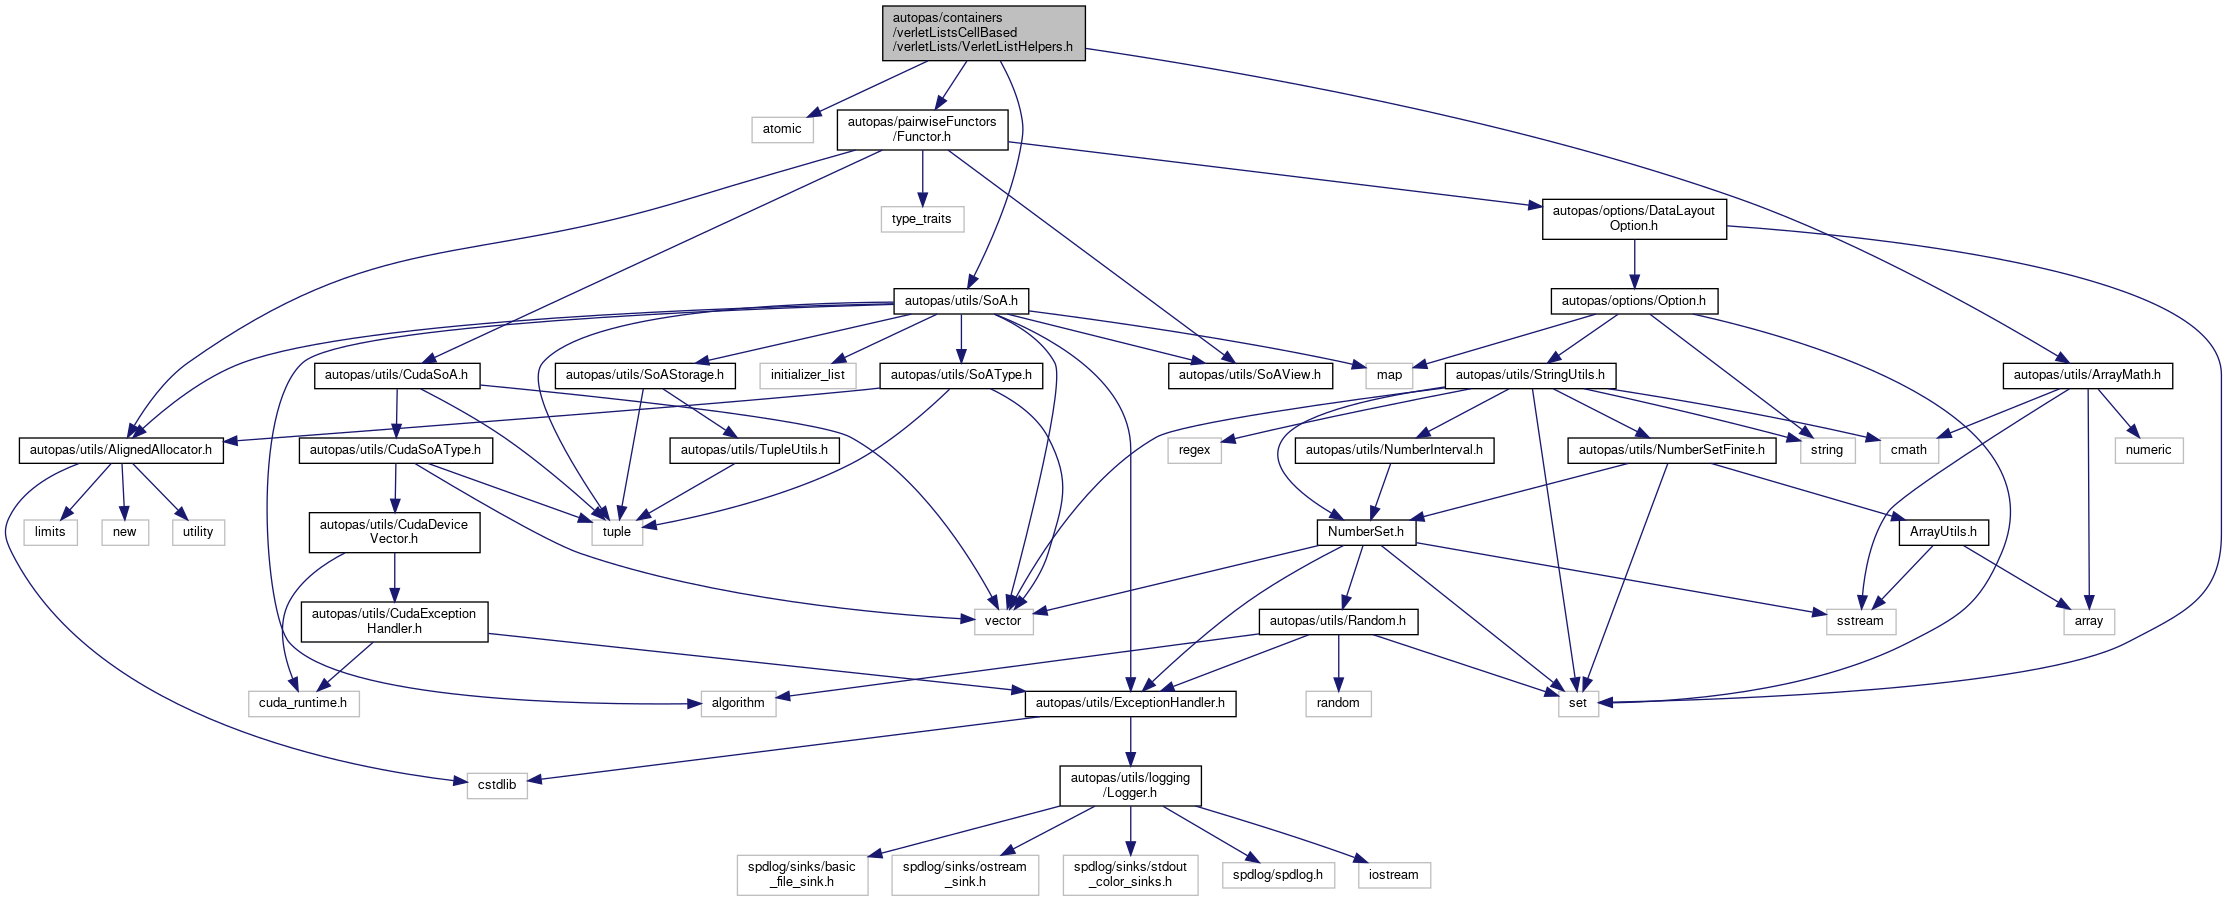 autopas/containers
/verletListsCellBased
/verletLists/VerletListHelpers.h
atomic
autopas/pairwiseFunctors
/Functor.h
type_traits
autopas/options/DataLayout
Option.h
autopas/utils/SoA.h
autopas/options/Option.h
autopas/utils/CudaSoA.h
autopas/utils/SoAStorage.h
initializer_list
autopas/utils/SoAType.h
autopas/utils/SoAView.h
map
autopas/utils/StringUtils.h
autopas/utils/ArrayMath.h
autopas/utils/AlignedAllocator.h
autopas/utils/CudaSoAType.h
autopas/utils/TupleUtils.h
regex
autopas/utils/NumberInterval.h
autopas/utils/NumberSetFinite.h
string
cmath
numeric
limits
new
utility
autopas/utils/CudaDevice
Vector.h
tuple
NumberSet.h
ArrayUtils.h
autopas/utils/CudaException
Handler.h
vector
autopas/utils/Random.h
sstream
array
cuda_runtime.h
algorithm
autopas/utils/ExceptionHandler.h
random
set
cstdlib
autopas/utils/logging
/Logger.h
spdlog/sinks/basic
_file_sink.h
spdlog/sinks/ostream
_sink.h
spdlog/sinks/stdout
_color_sinks.h
spdlog/spdlog.h
iostream